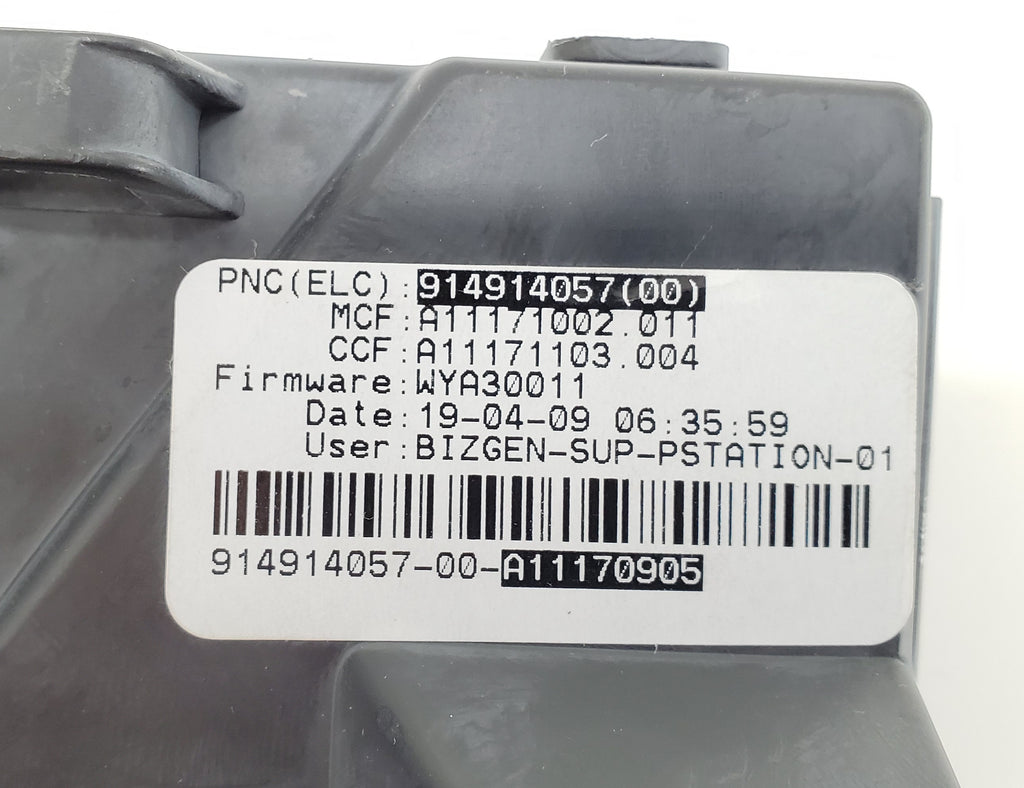 PNC(ELC):914914057(00)
MCF:A11171002.011
CCF:A11171103.004
Firmware:WYA30011
Date:19-04-09 06:35:59
User:BIZGEN-SUP-PSTATION-01
914914057-00-A11170905